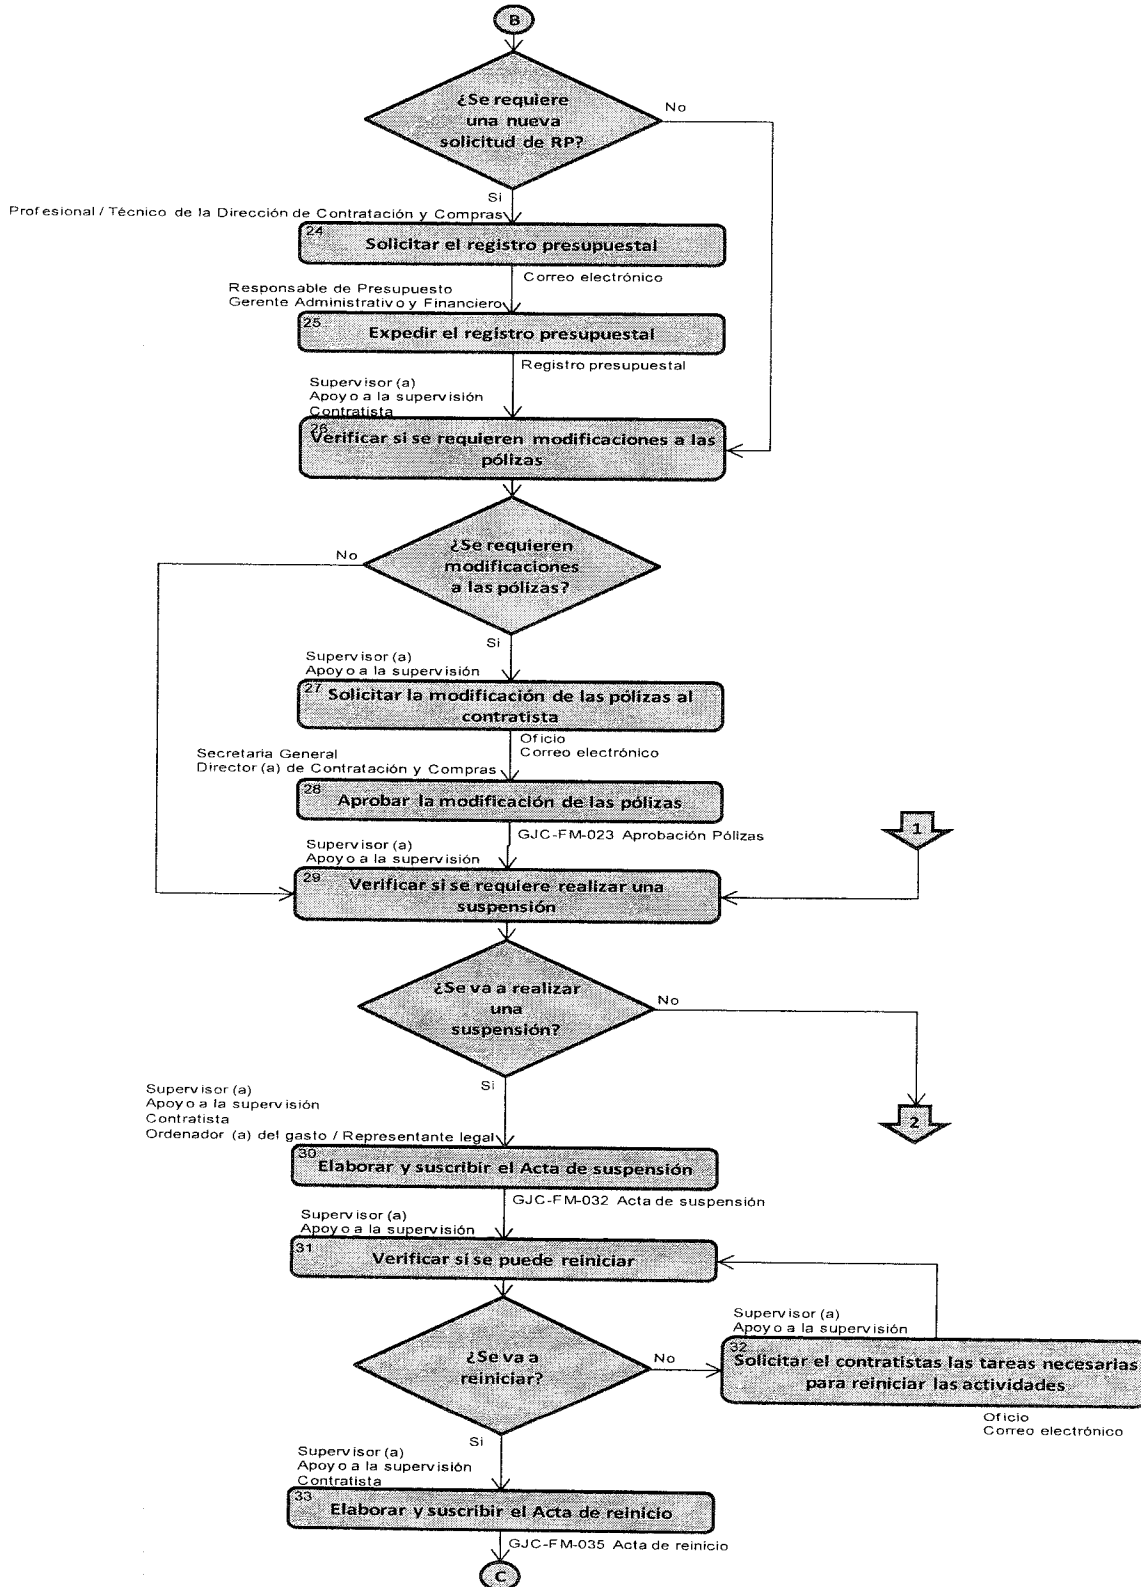 B
¿Se requiere
una nueva
solicitud de RP?
No
Si
Profesional / Técnico de la Dirección de Contratación y Compras
24
Solicitar el registro presupuestal
Correo electrónico
Responsable de Presupuesto
Gerente Administrativo y Financiero
25
Expedir el registro presupuestal
Registro presupuestal
Supervisor (a)
Apoyo a la supervisión
Contratista
26
Verificar si se requieren modificaciones a las
pólizas
¿Se requieren
modificaciones
a las pólizas?
No
Si
Supervisor (a)
Apoyo a la supervisión
27
Solicitar la modificación de las pólizas al
contratista
Oficio
Correo electrónico
Secretaria General
Director (a) de Contratación y Compras
28
Aprobar la modificación de las pólizas
GJC-FM-023 Aprobación Pólizas
1
Supervisor (a)
Apoyo a la supervisión
29
Verificar si se requiere realizar una
suspensión
¿Se va a realizar
una
suspensión?
No
Si
2
Supervisor (a)
Apoyo a la supervisión
Contratista
Ordenador (a) del gasto / Representante legal
30
Elaborar y suscribir el Acta de suspensión
GJC-FM-032 Acta de suspensión
Supervisor (a)
Apoyo a la supervisión
31
Verificar si se puede reiniciar
¿Se va a
reiniciar?
No
Si
Supervisor (a)
Apoyo a la supervisión
32
Solicitar el contratistas las tareas necesarias
para reiniciar las actividades
Oficio
Correo electrónico
Supervisor (a)
Apoyo a la supervisión
Contratista
33
Elaborar y suscribir el Acta de reinicio
GJC-FM-035 Acta de reinicio
C